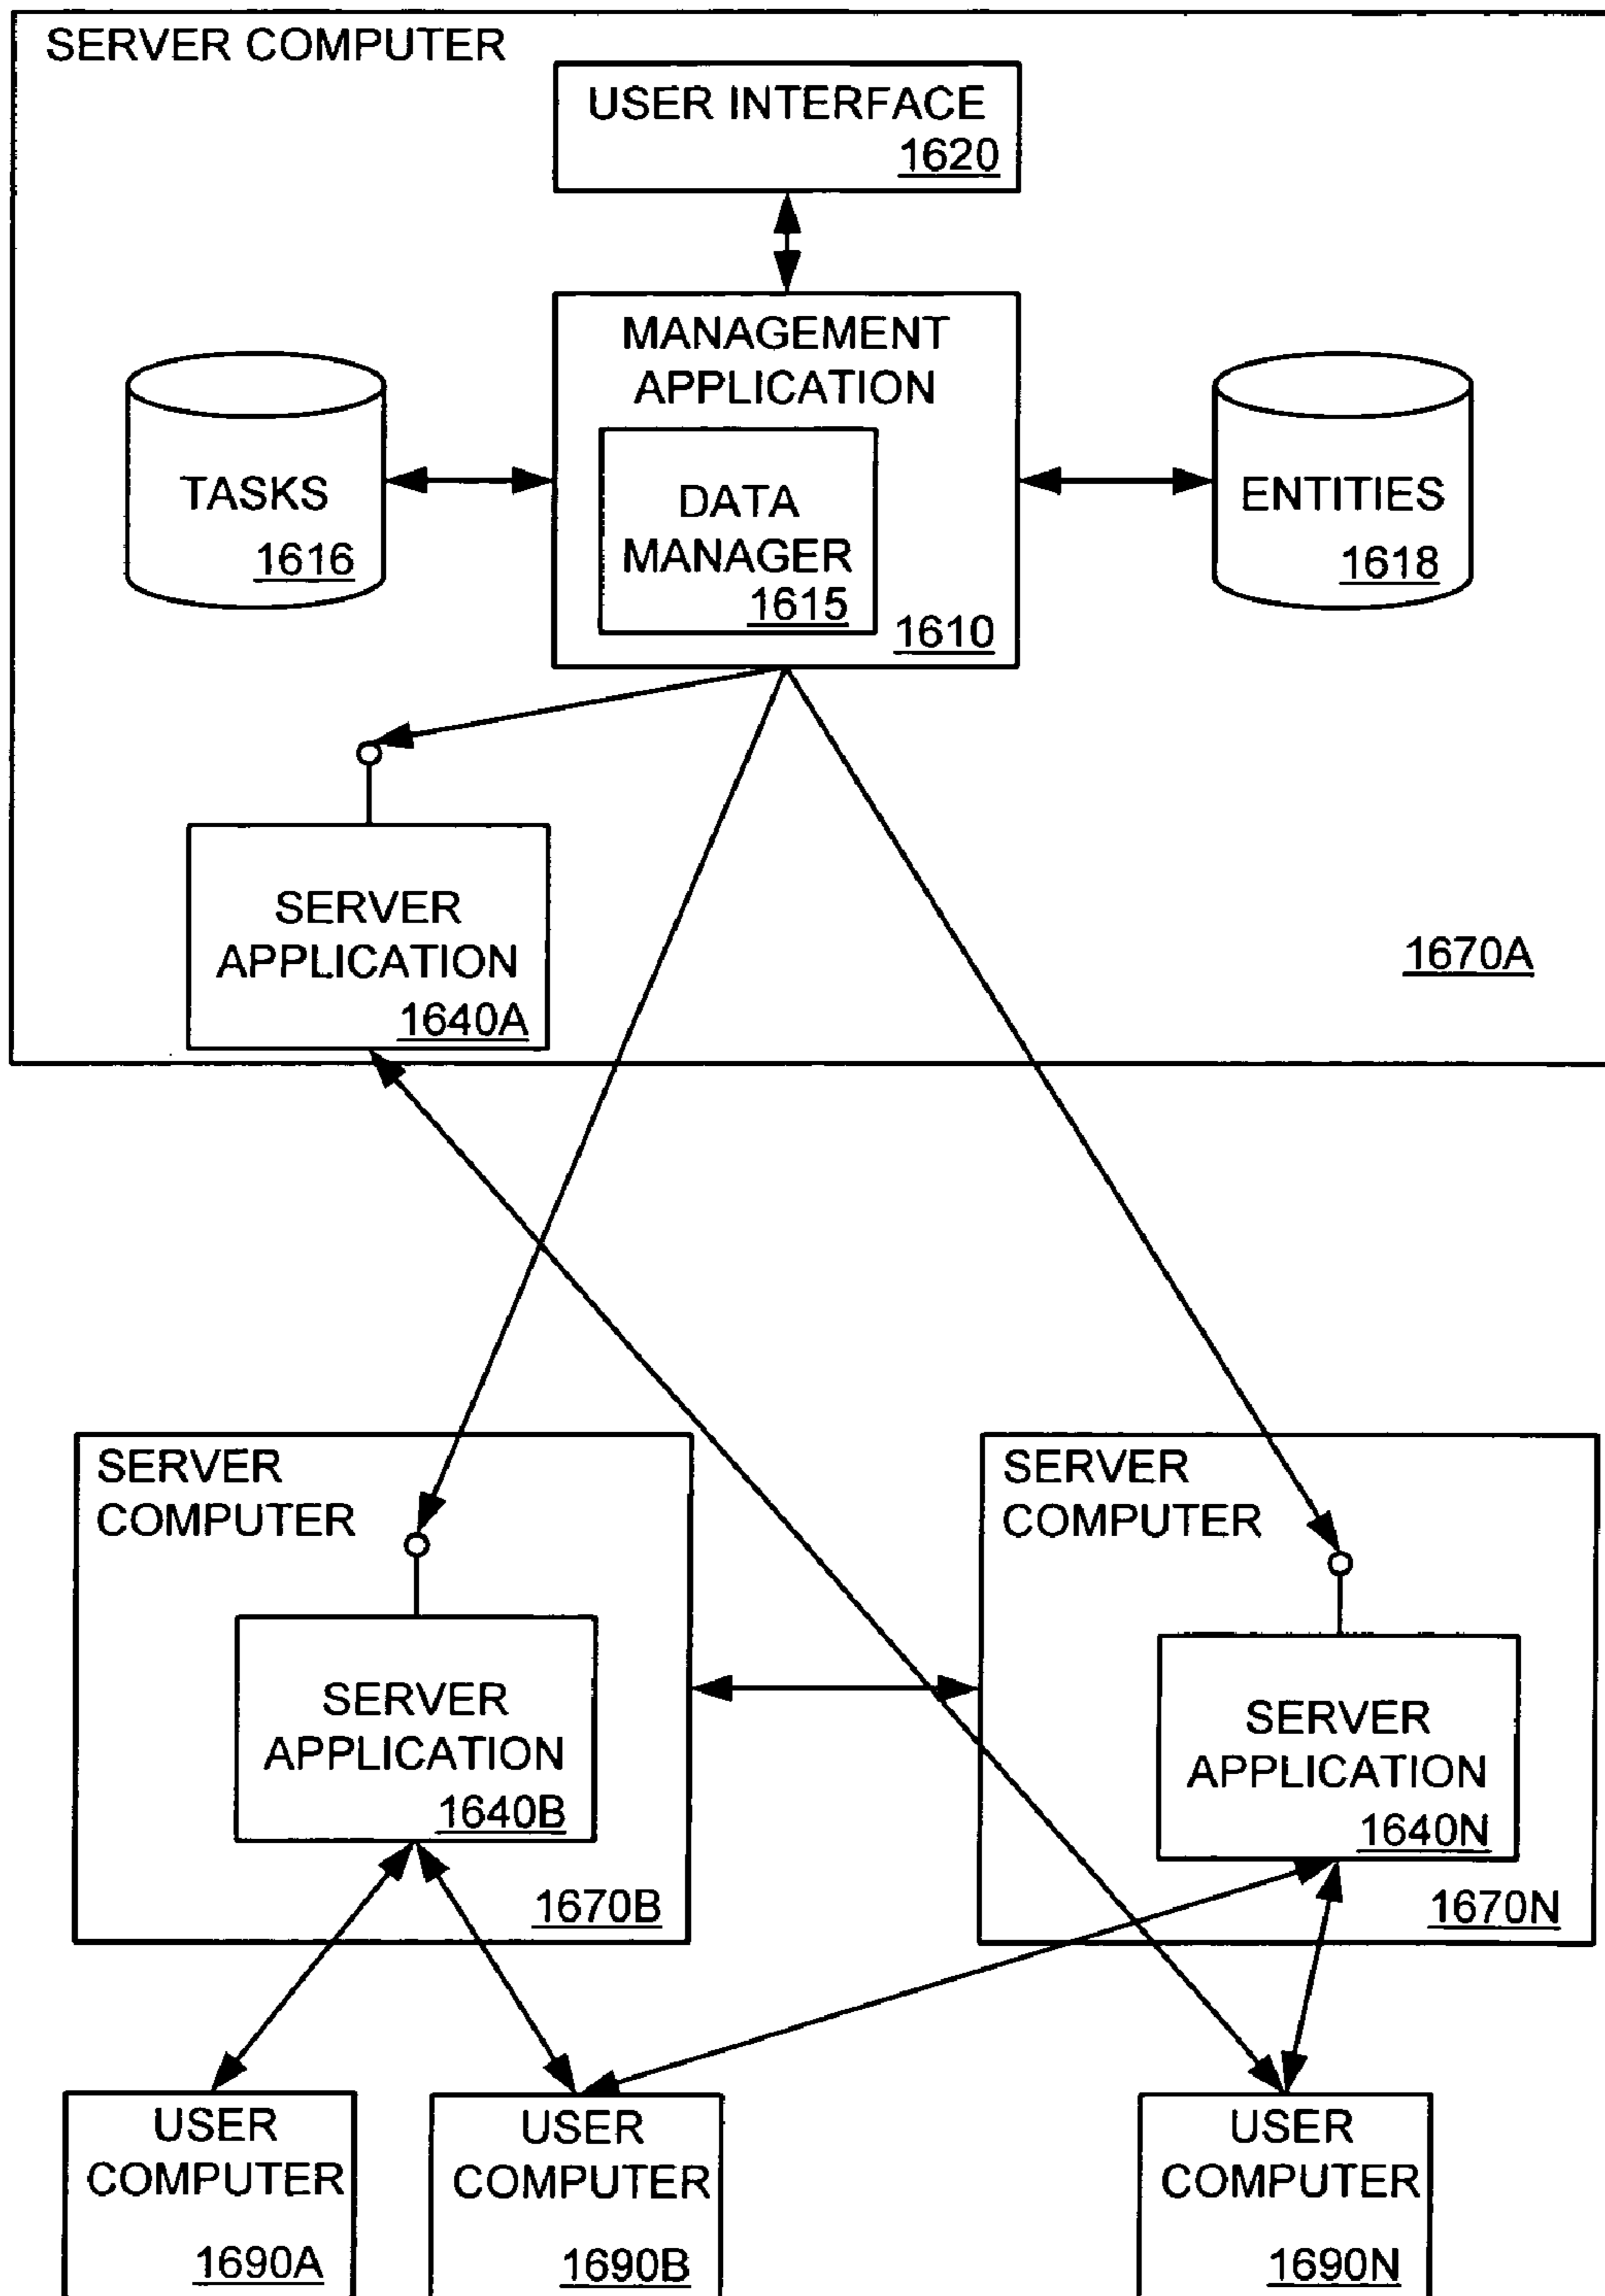 SERVER COMPUTER
USER INTERFACE
1620
MANAGEMENT
APPLICATION
TASKS
1616
DATA
MANAGER
1615
1610
ENTITIES
1618
SERVER
APPLICATION
1640A
1670A
SERVER
COMPUTER
SERVER
APPLICATION
1640B
1670B
SERVER
COMPUTER
SERVER
APPLICATION
1640N
1670N
USER
COMPUTER
1690A
USER
COMPUTER
1690B
USER
COMPUTER
1690N